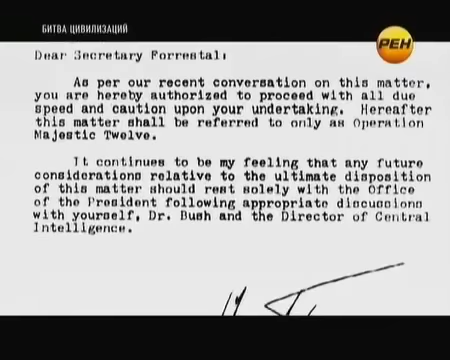 БИТВА ЦИВИЛИЗАЦИЙ
РЕН
Dear Secretary Forrestal:
As per our recent conversation on this matter,
you are hereby authorized to proceed with all due
speed and caution upon your undertaking. Hereafter
this matter shall be referred to only as Operation
Majestic Twelve.
It continues to be my feeling that any future
considerations relative to the ultimate disposition
of this matter should rest solely with the Office
of the President following appropriate discussions
with yourself, Dr. Bush and the Director of Central
Intelligence.